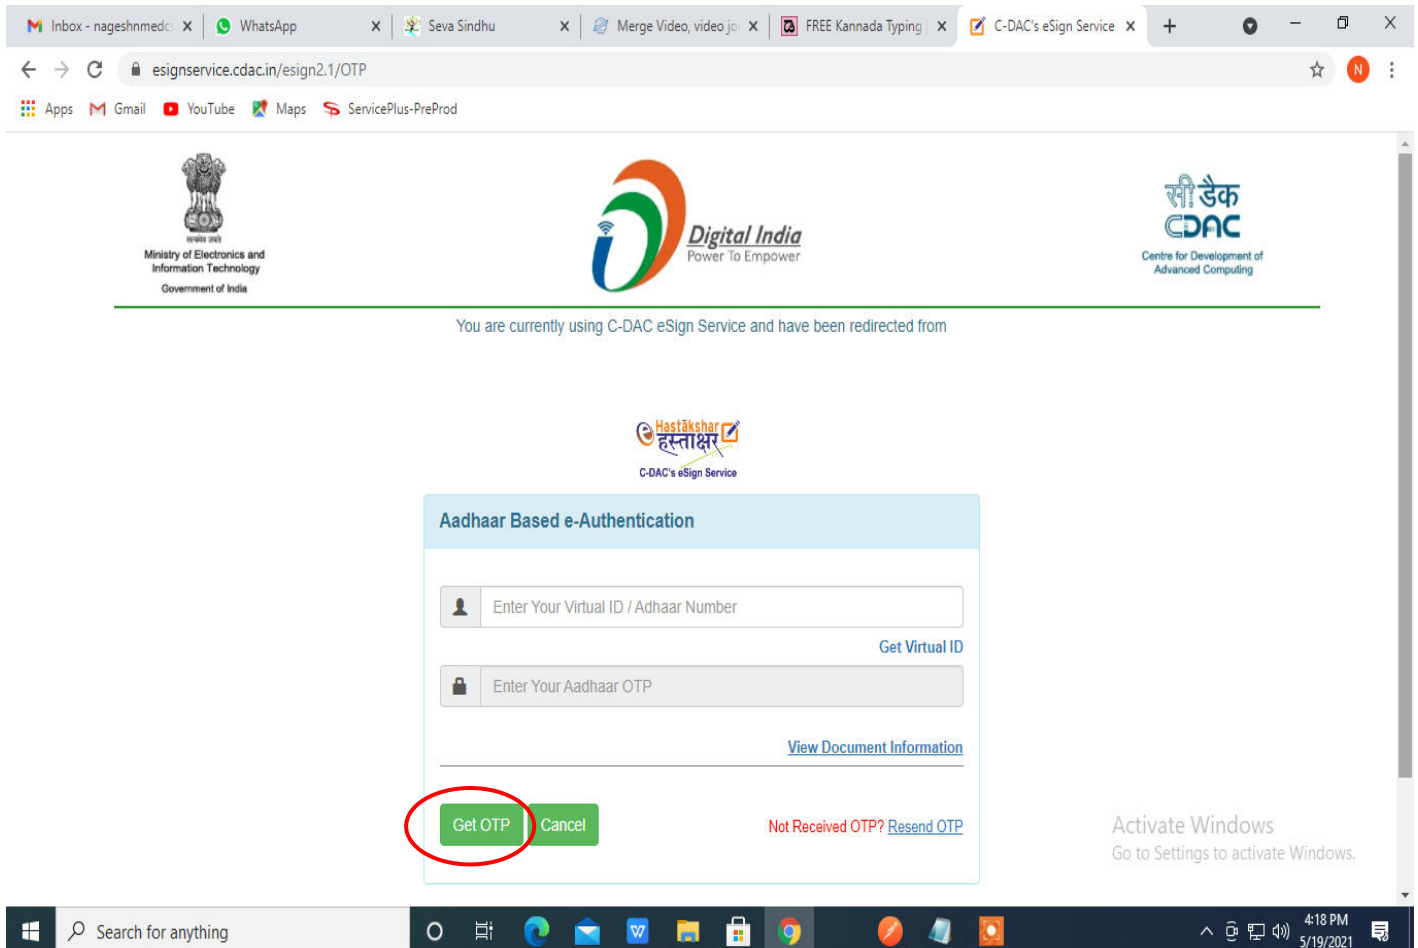 Inbox - nageshnmedc
WhatsApp
Seva Sindhu
Merge Video, video jo
FREE Kannada Typing
C-DAC's eSign Service
esignservice.cdac.in/esign2.1/OTP
N
Apps
Gmail
YouTube
Maps
ServicePlus-PreProd
सत्यमेव जयते
Ministry of Electronics and
Information Technology
Government of India
Digital India
Power To Empower
सी डैक
CDAC
Centre for Development of
Advanced Computing
You are currently using C-DAC eSign Service and have been redirected from
e Hastākshar
हस्ताक्षर
C-DAC's eSign Service
Aadhaar Based e-Authentication
Enter Your Virtual ID / Adhaar Number
Get Virtual ID
Enter Your Aadhaar OTP
View Document Information
Get OTP
Cancel
Not Received OTP? Resend OTP
Activate Windows
Go to Settings to activate Windows.
Search for anything
4:18 PM
5/19/2021